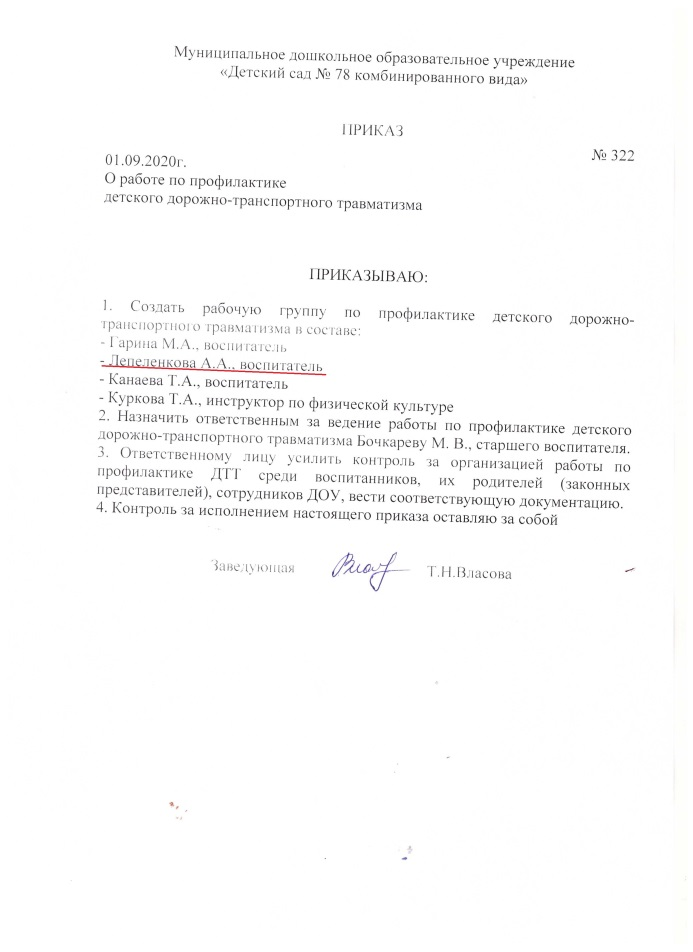 Муниципальное дошкольное образовательное учреждение
«Детский сад № 78 комбинированного вида»
ПРИКАЗ
№ 322
01.09.2020г.
О работе по профилактике
детского дорожно-транспортного травматизма
ПРИКАЗЫВАЮ:
1. Создать рабочую группу по профилактике детского дорожно-
транспортного травматизма в составе:
- Гарина М.А., воспитатель
- Лепеленкова А.А., воспитатель
- Канаева Т.А., воспитатель
- Куркова Т.А., инструктор по физической культуре
2. Назначить ответственным за ведение работы по профилактике детского
дорожно-транспортного травматизма Бочкареву М. В., старшего воспитателя.
3. Ответственному лицу усилить контроль за организацией работы по
профилактике ДТТ среди воспитанников, их родителей (законных
представителей), сотрудников ДОУ, вести соответствующую документацию.
4. Контроль за исполнением настоящего приказа оставляю за собой
Заведующая Т.Н.Власова